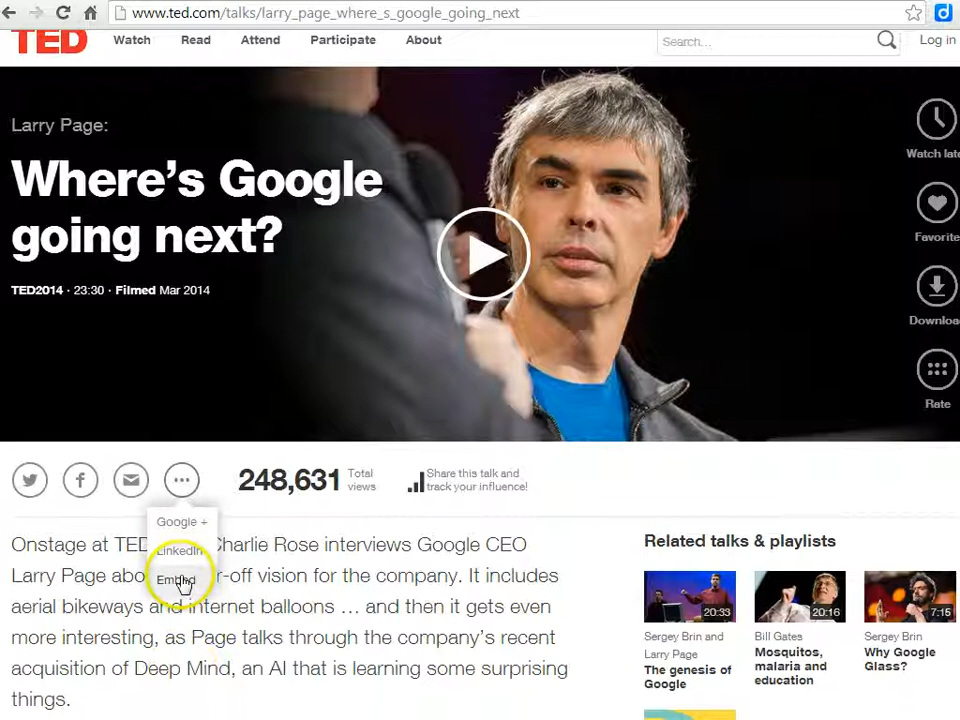 www.ted.com/talks/larry_page_where_s_google_going_next
TED
Watch Read Attend Participate About
Search...
Log in
Larry Page:
Where's Google
going next?
TED2014 · 23:30 · Filmed Mar 2014
Watch late
Favorite
Downloa
Rate
248,631 Total
views
Share this talk and
track your influence!
Google +
LinkedIn
Embed
Onstage at TED Charlie Rose interviews Google CEO
Larry Page abo r-off vision for the company. It includes
aerial bikeways and internet balloons … and then it gets even
more interesting, as Page talks through the company's recent
acquisition of Deep Mind, an AI that is learning some surprising
things.
Related talks & playlists
20:33
Sergey Brin and
Larry Page
The genesis of
Google
20:16
Bill Gates
Mosquitos,
malaria and
education
7:15
Sergey Brin
Why Google
Glass?